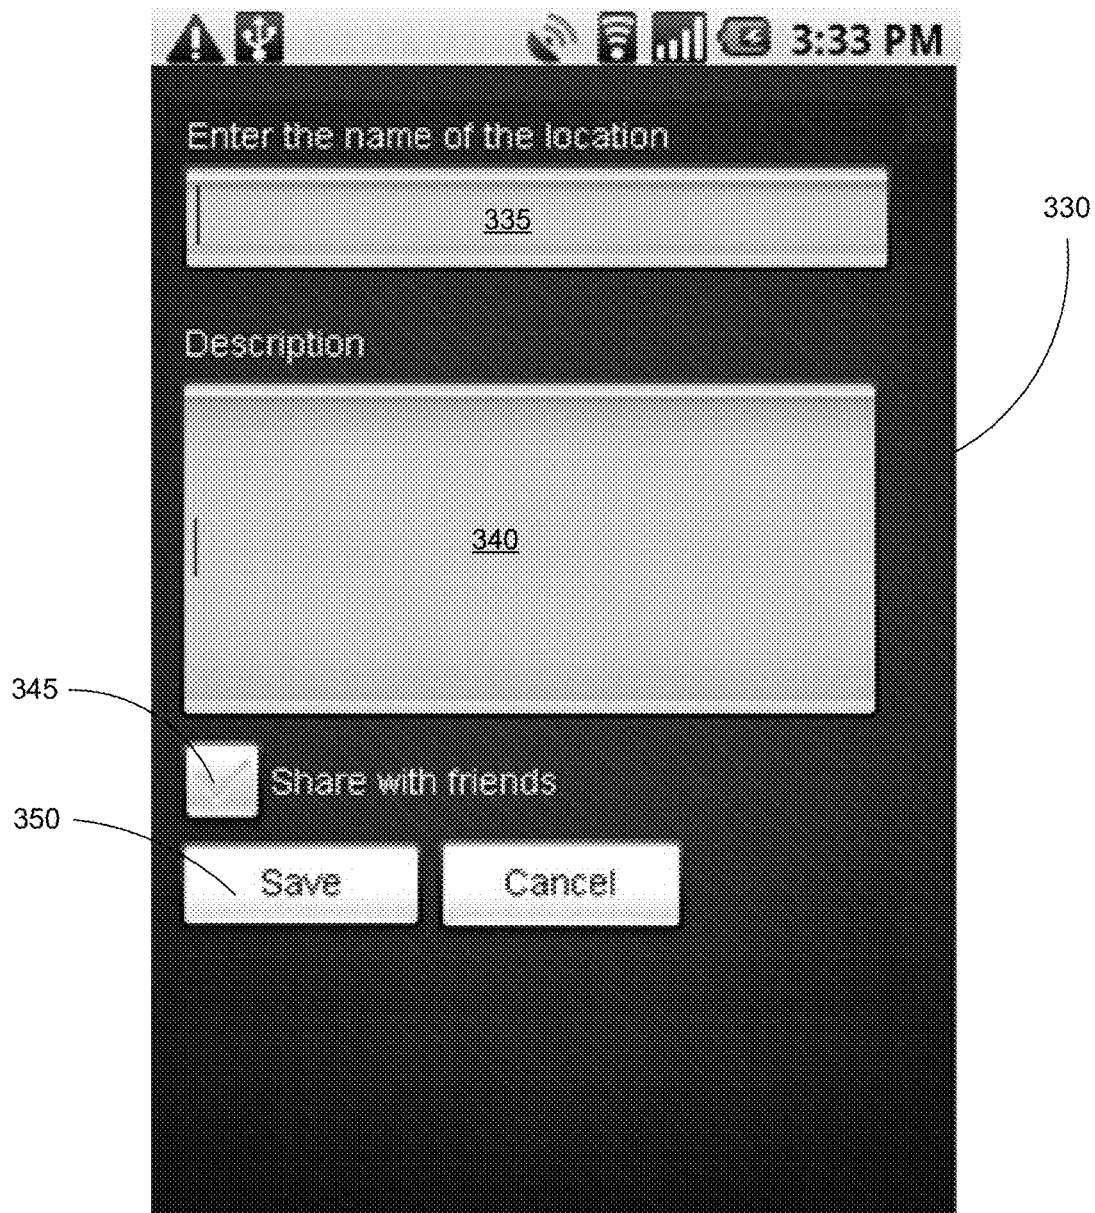 3:33 PM
Enter the name of the location
335
330
Description
340
345
Share with friends
350
Save Cancel